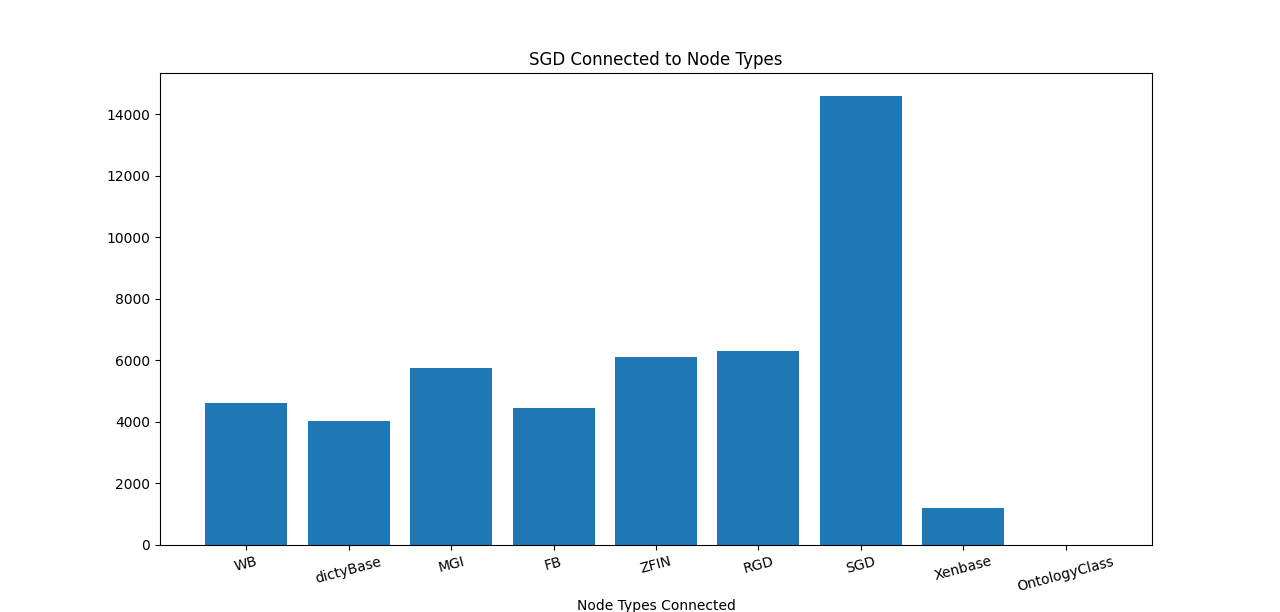 SGD Connected to Node Types
14000
12000
10000
8000
6000
4000
2000
0
WB dictyBase MGI FB ZFIN RGD SGD Xenbase OntologyClass
Node Types Connected